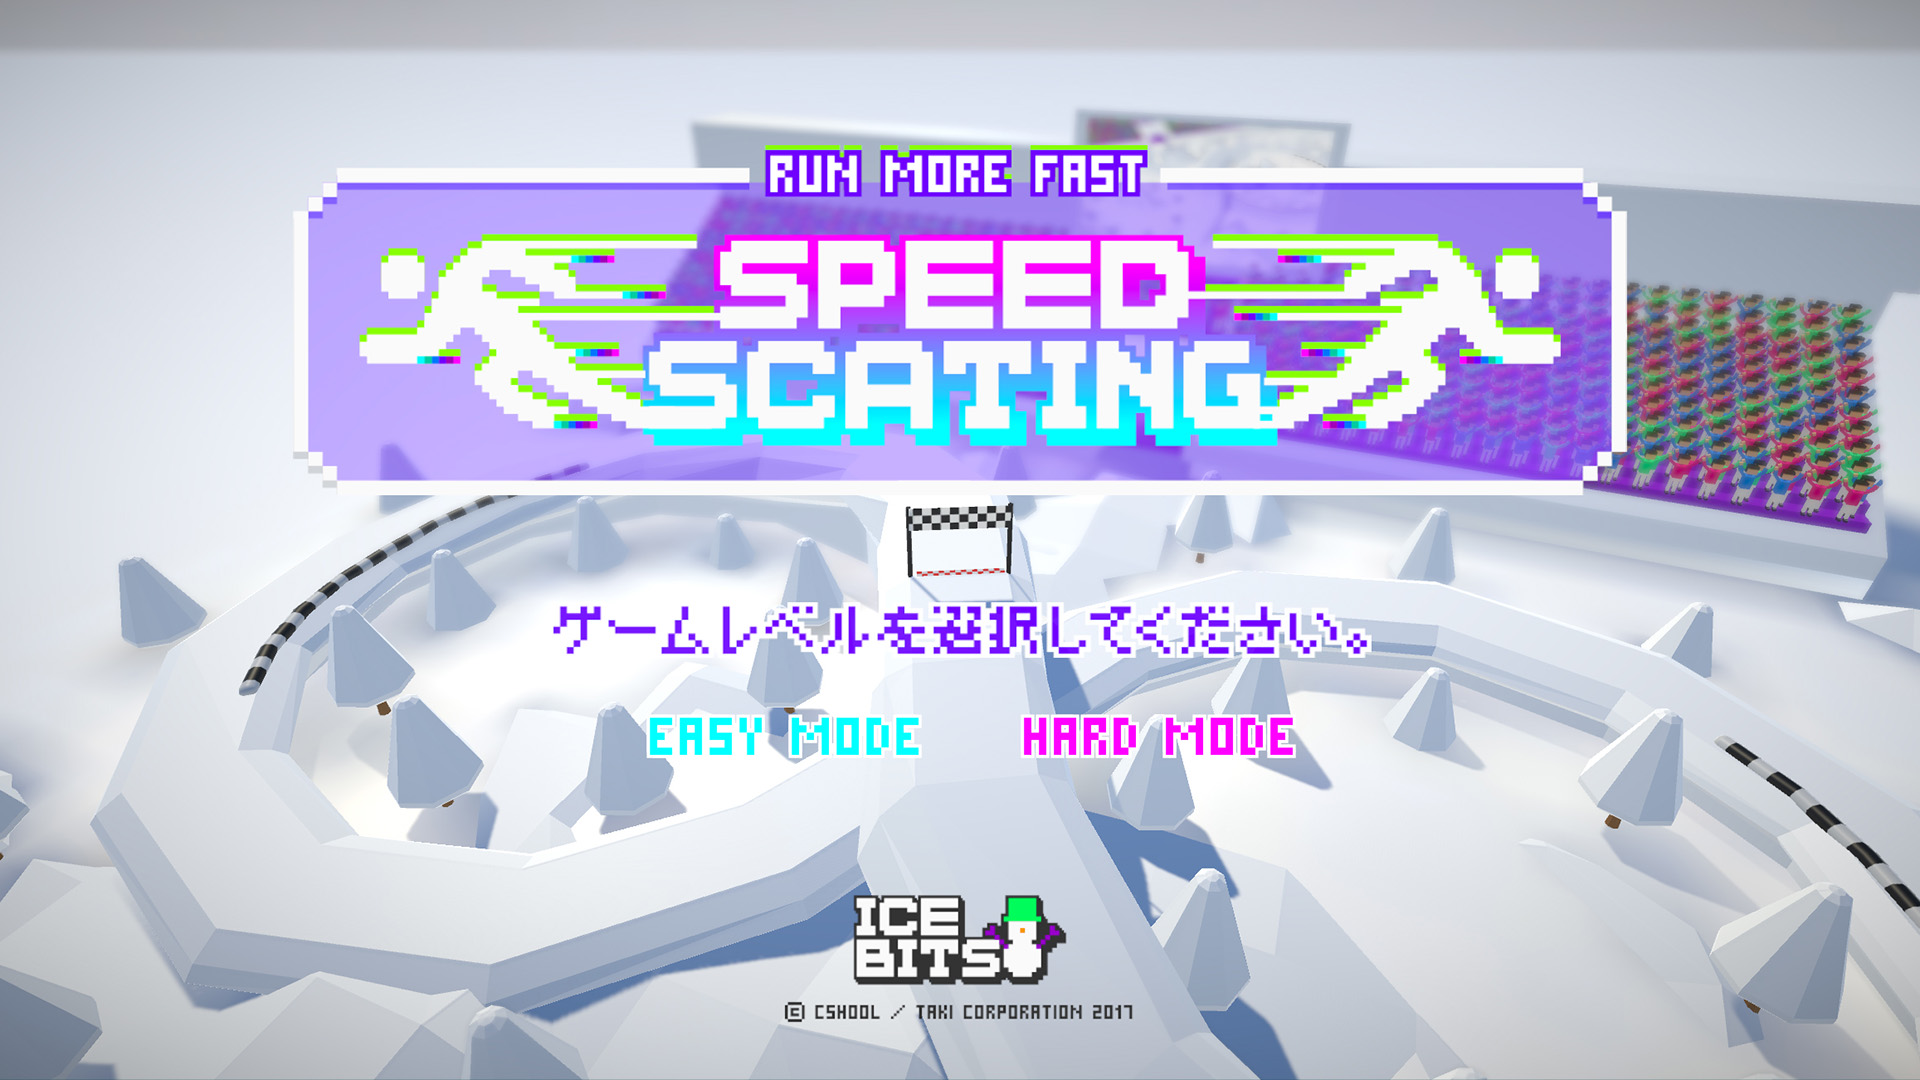 RUN MORE FAST
SPEED
SCATING
ゲームレベルを選択してください。
EASY MODE HARD MODE
ICE
BITS
© CSHOOL / TAKI CORPORATION 2017